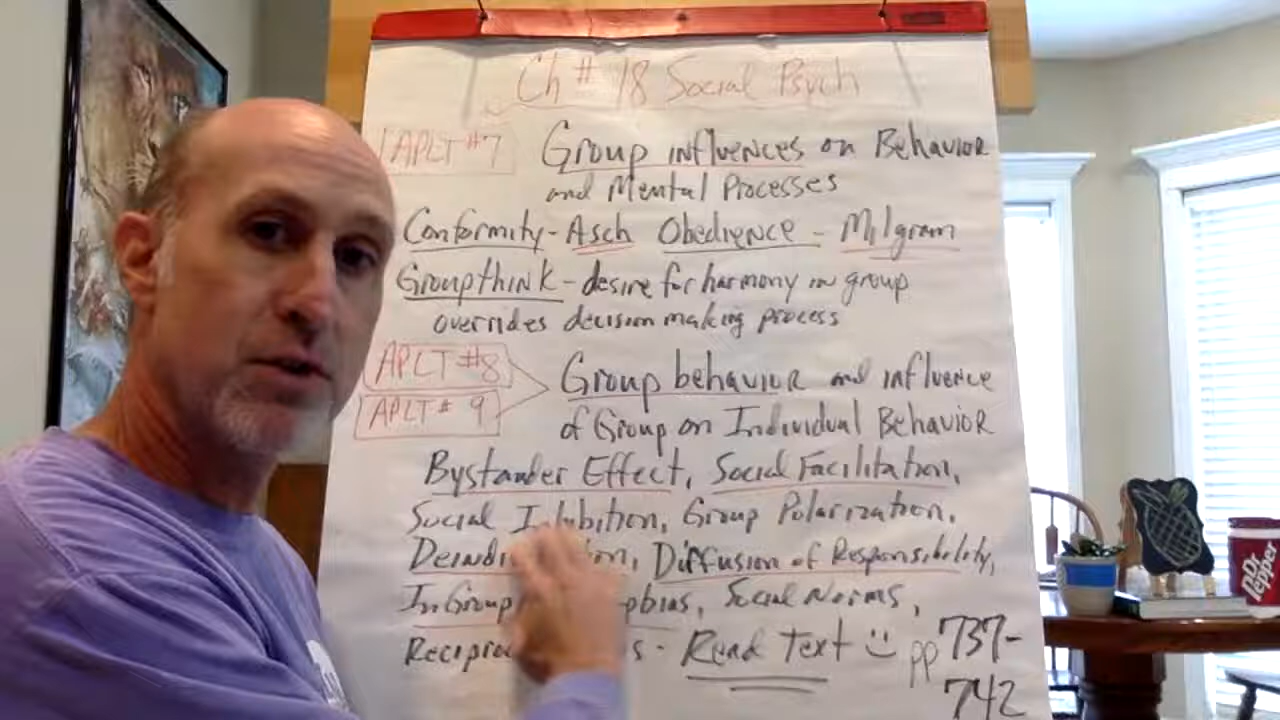 Ch # 18 Social Psych
APLT #7
Group influences on Behavior
and Mental Processes
Conformity - Asch Obedience - Milgram
Groupthink - desire for harmony in group
overrides decision making process
APLT #8
APLT # 9
Group behavior and influence
of Group on Individual Behavior
Bystander Effect, Social Facilitation,
Social Inhibition, Group Polarization,
Diffusion of Responsibility,
InGroup Social Norms,
Read Text pp 737-
742
Dr Pepper